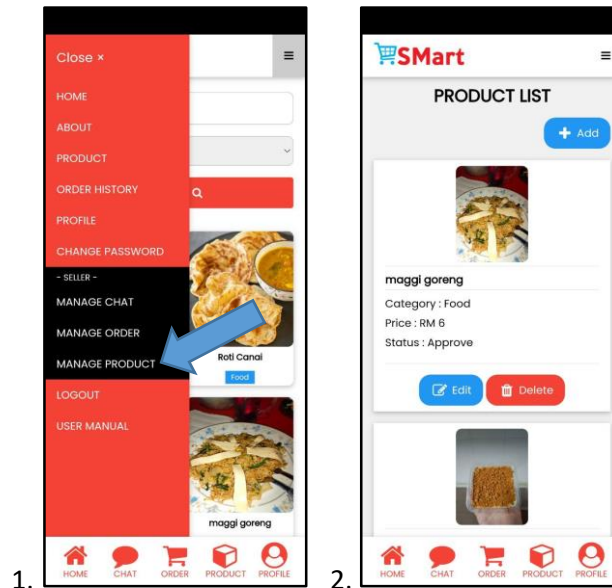 Close ×
HOME
ABOUT
PRODUCT
ORDER HISTORY
PROFILE
CHANGE PASSWORD
- SELLER -
MANAGE CHAT
MANAGE ORDER
MANAGE PRODUCT
LOGOUT
USER MANUAL
Roti Canai
Food
maggi goreng
HOME CHAT ORDER PRODUCT PROFILE
1.
SMart
PRODUCT LIST
+ Add
maggi goreng
Category : Food
Price : RM 6
Status : Approve
Edit Delete
HOME CHAT ORDER PRODUCT PROFILE
2.